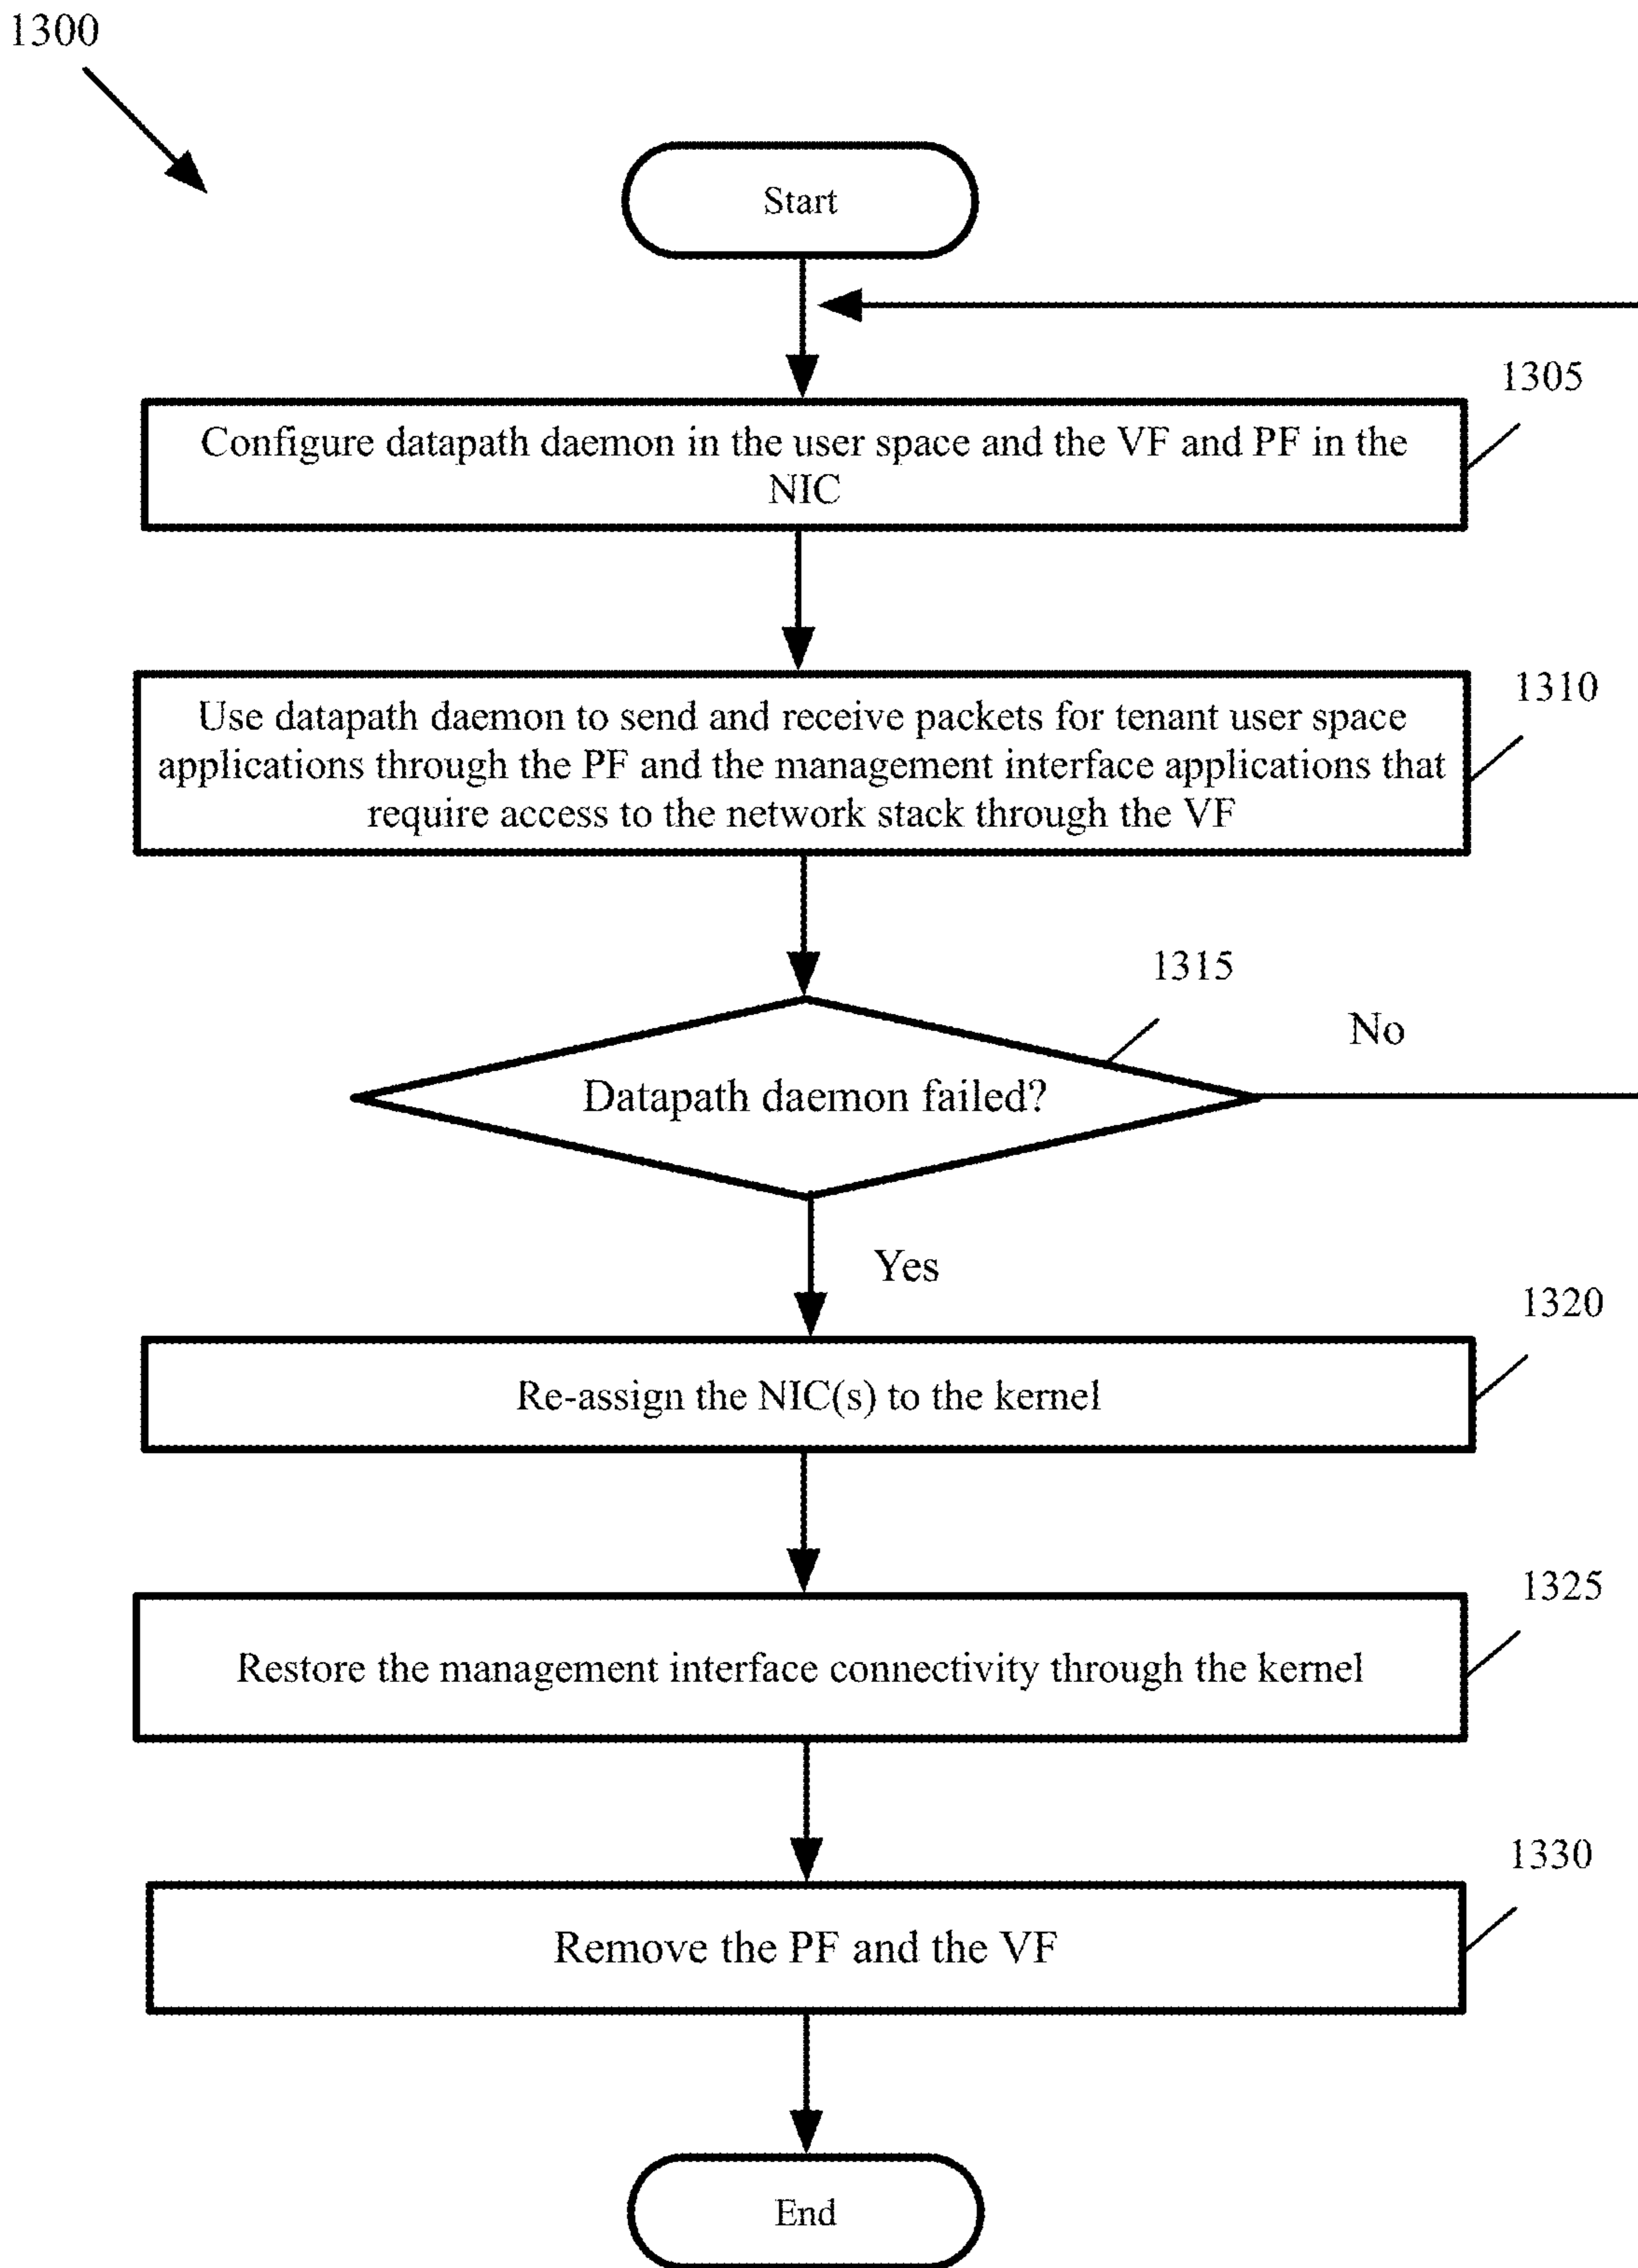 1300
Start
1305
Configure datapath daemon in the user space and the VF and PF in the
NIC
1310
Use datapath daemon to send and receive packets for tenant user space
applications through the PF and the management interface applications that
require access to the network stack through the VF
1315
No
Datapath daemon failed?
Yes
1320
Re-assign the NIC(s) to the kernel
1325
Restore the management interface connectivity through the kernel
1330
Remove the PF and the VF
End